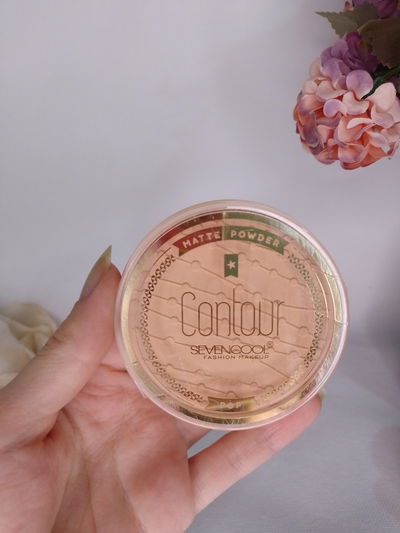 MATTE POWDER
Contour
SEVENCOOL®
FASHION MAKEUP